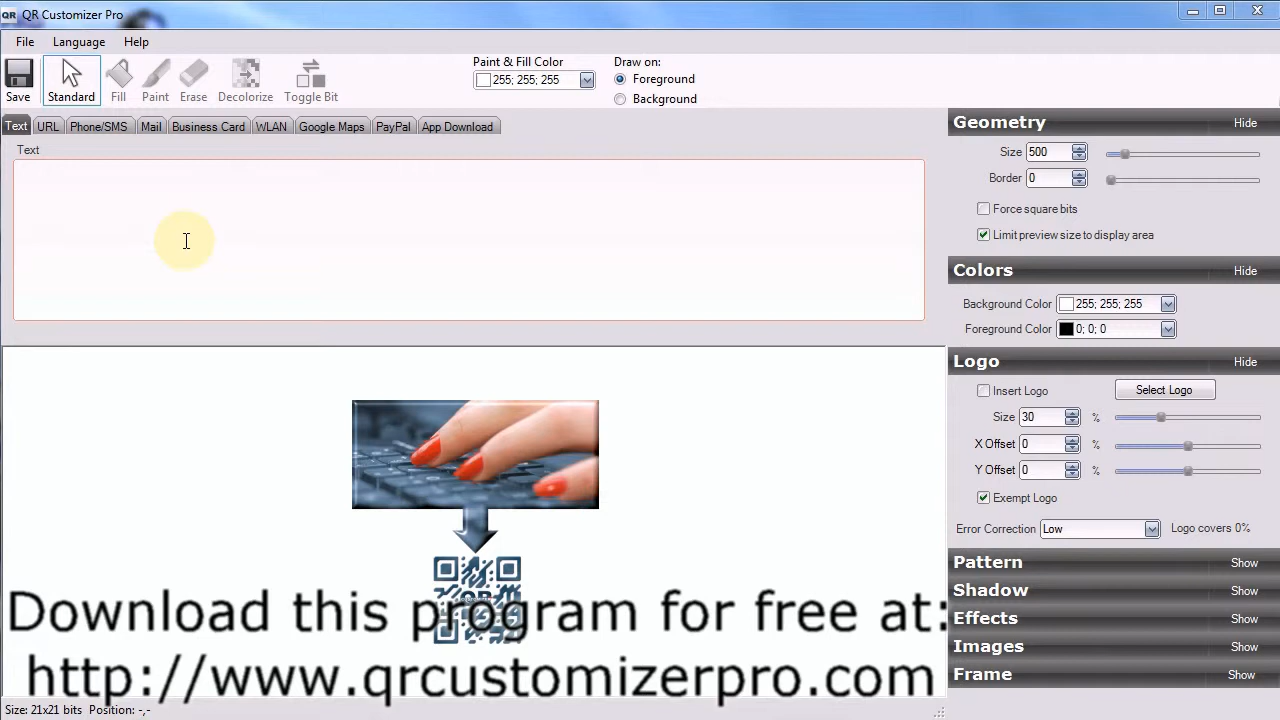 QR QR Customizer Pro
File Language Help
Paint & Fill Color Draw on:
255; 255; 255 Foreground
Save Standard Fill Paint Erase Decolorize Toggle Bit Background
Text URL Phone/SMS Mail Business Card WLAN Google Maps PayPal App Download
Text
Geometry Hide
Size 500
Border 0
Force square bits
Limit preview size to display area
Colors Hide
Background Color 255; 255; 255
Foreground Color 0; 0; 0
Logo Hide
Insert Logo Select Logo
Size 30 %
X Offset 0 %
Y Offset 0 %
Exempt Logo
Error Correction Low Logo covers 0%
Pattern Show
Shadow Show
Effects Show
Images Show
Frame Show
QR
Download this program for free at:
http://www.qrcustomizerpro.com
Size: 21x21 bits Position: -,-